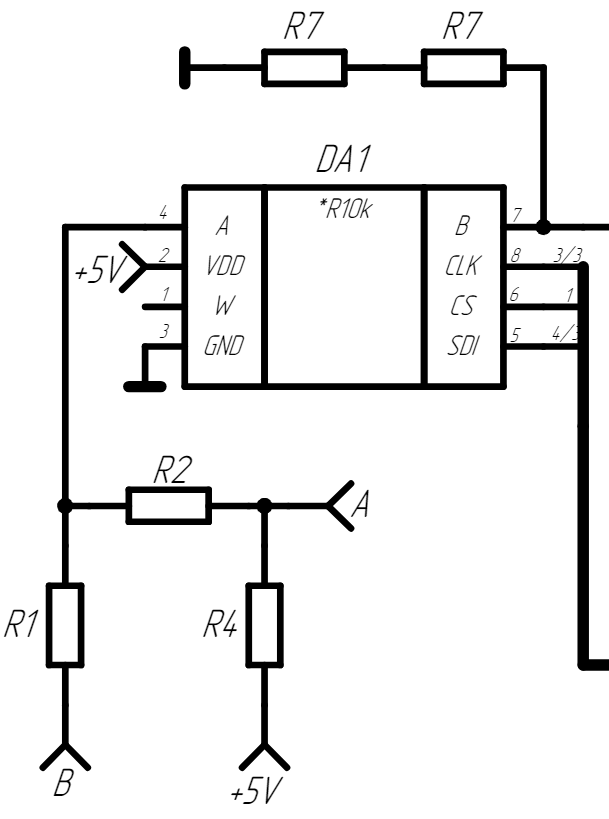 R7 R7
DA1
*R10k
4 A B 7
+5V 2 VDD CLK 8 3/3
1 W CS 6 1
3 GND SDI 5 4/3
R2
A
R1 R4
B +5V